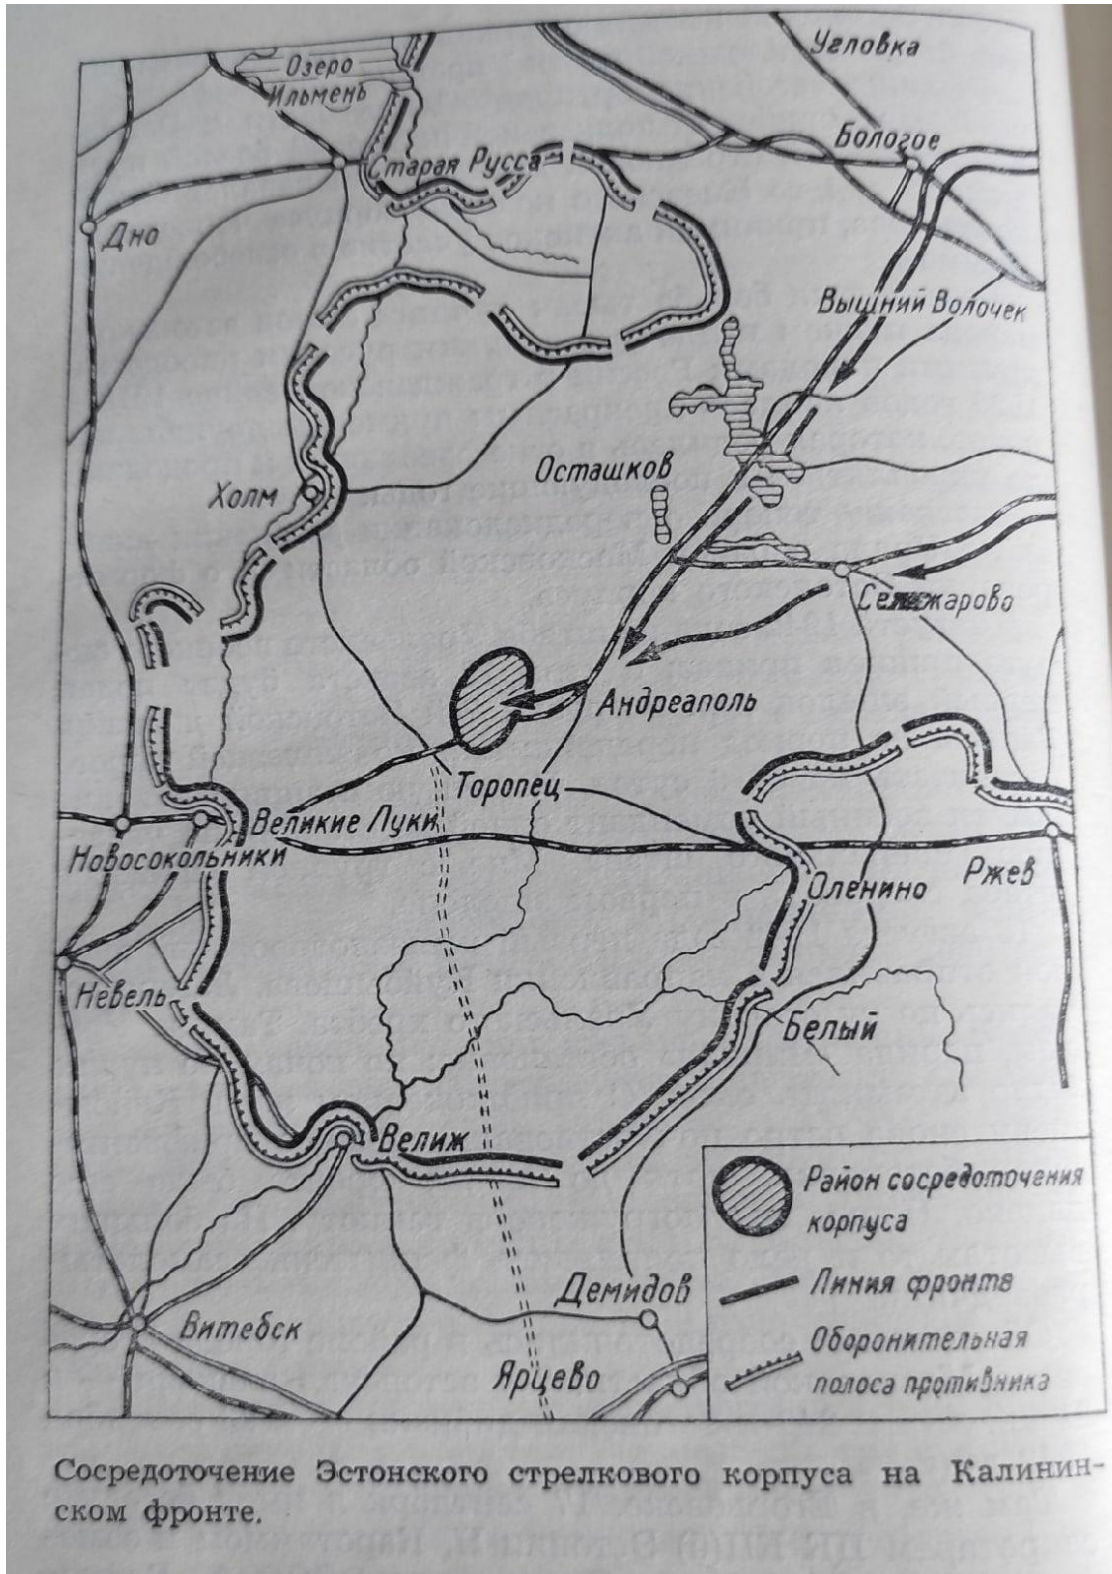 Угловка
Озеро
Ильмень
Бологое
Старая Русса
Дно
Вышний Волочек
Осташков
Холм
Селижарово
Андреаполь
Торопец
Великие Луки
Новосокольники
Ржев
Оленино
Невель
Белый
Велиж
Район сосредоточения
корпуса
Демидов
Линия фронта
Витебск
Оборонительная
полоса противника
Ярцево
Сосредоточение Эстонского стрелкового корпуса на Калинин-
ском фронте.